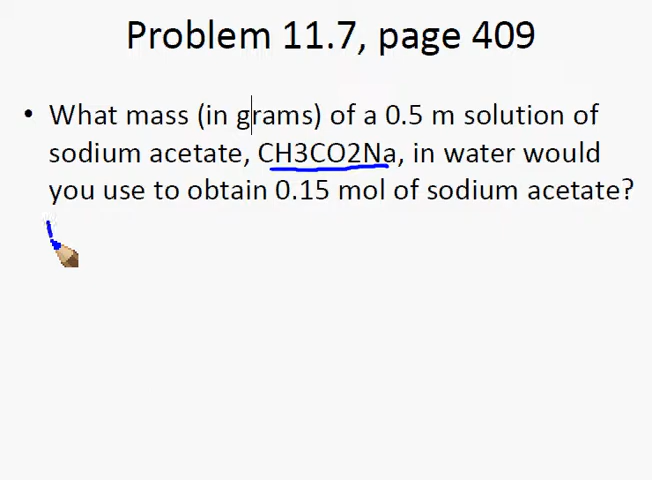 Problem 11.7, page 409
• What mass (in grams) of a 0.5 m solution of
sodium acetate, CH3CO2Na, in water would
you use to obtain 0.15 mol of sodium acetate?